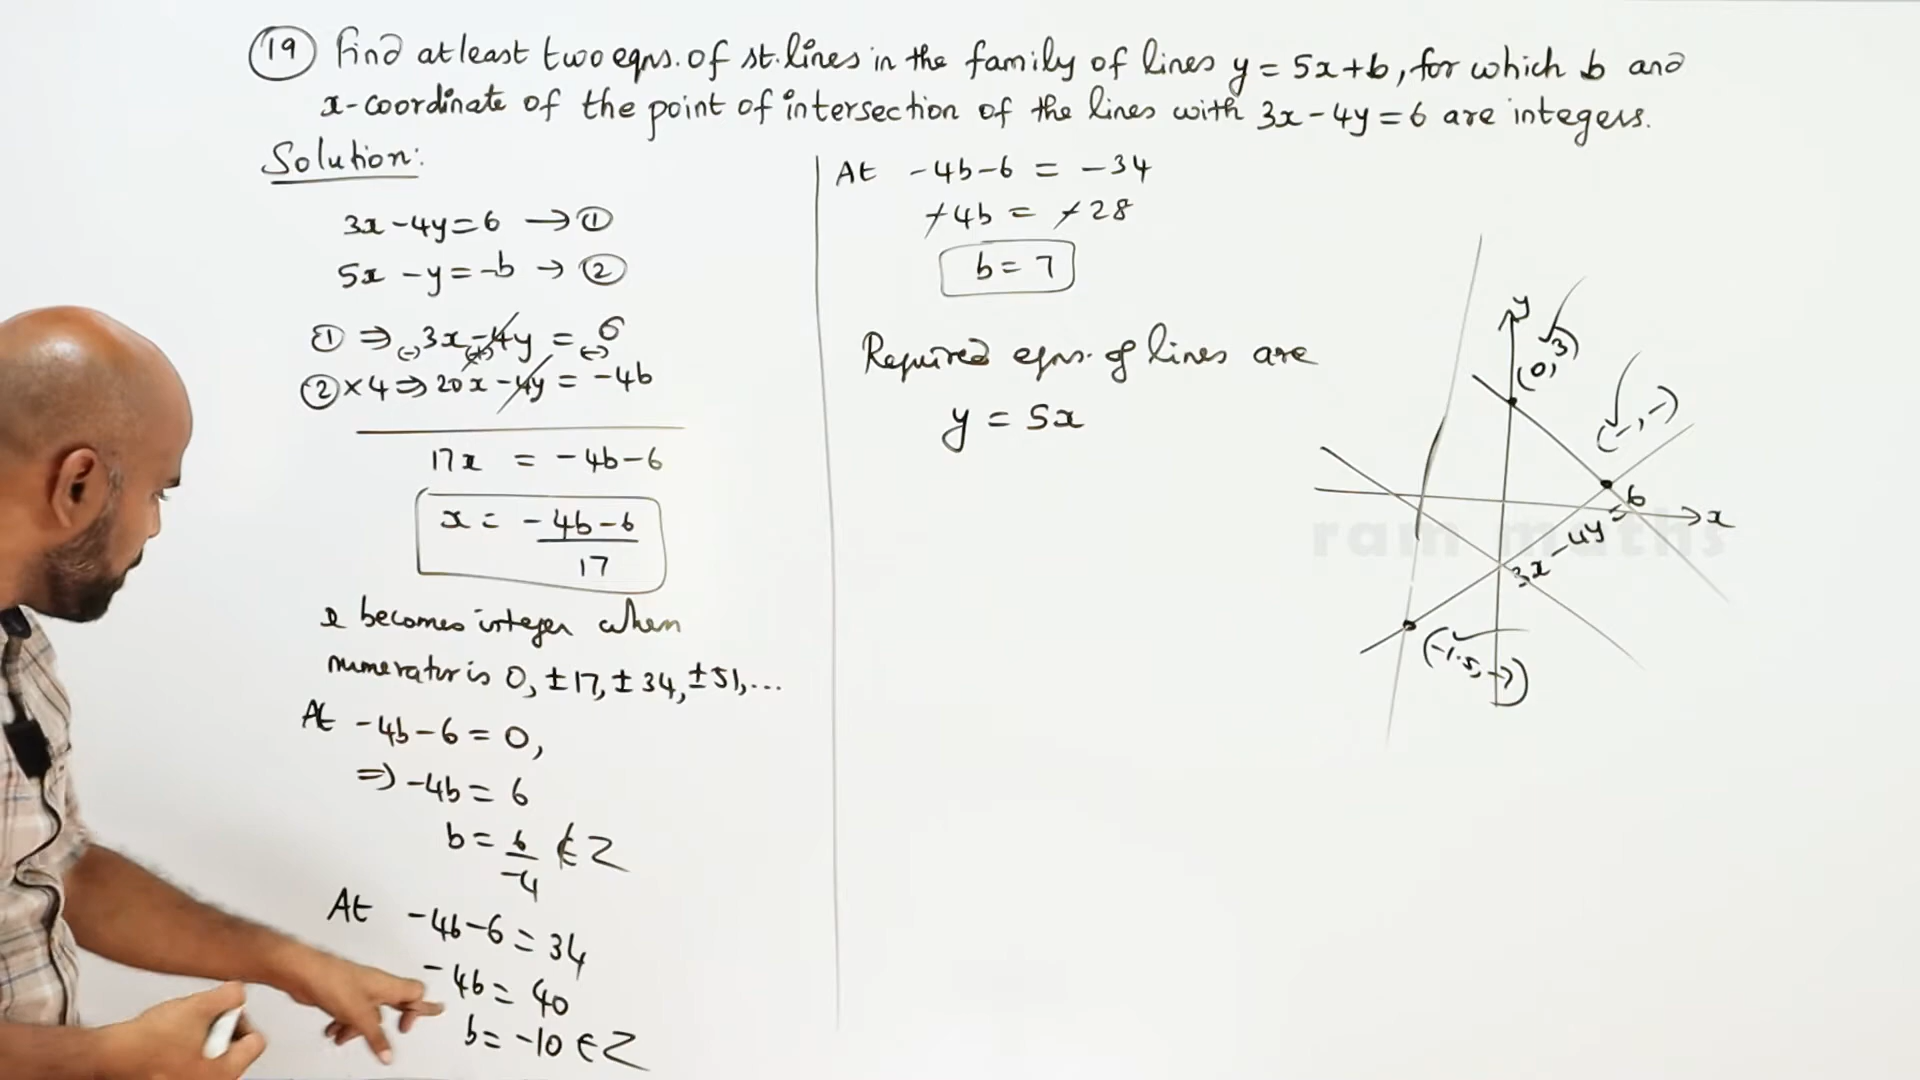 19 Find atleast two eqns. of st. lines in the family of lines y = 5x+b, for which b and
x-coordinate of the point of intersection of the lines with 3x-4y=6 are integers.
Solution:
3x-4y=6 → ①
5x -y=-b → ②
① ⇒ (-)3x-(+)4y = (-)6
② × 4 ⇒ 20x -4y = -4b
17x = -4b-6
x = -4b-6
17
x becomes integer when
numerator is 0, ±17, ±34, ±51, ...
At -4b-6 = 0,
⇒ -4b = 6
b = 6 ∉ Z
-4
At -4b-6 = 34
-4b = 40
b = -10 ∈ Z
At -4b-6 = -34
-4b = -28
b = 7
Required eqns. of lines are
y = 5x
y
(0, 3)
(-, -)
3x -4y = 6
x
(-1.5, -7)
ram maths